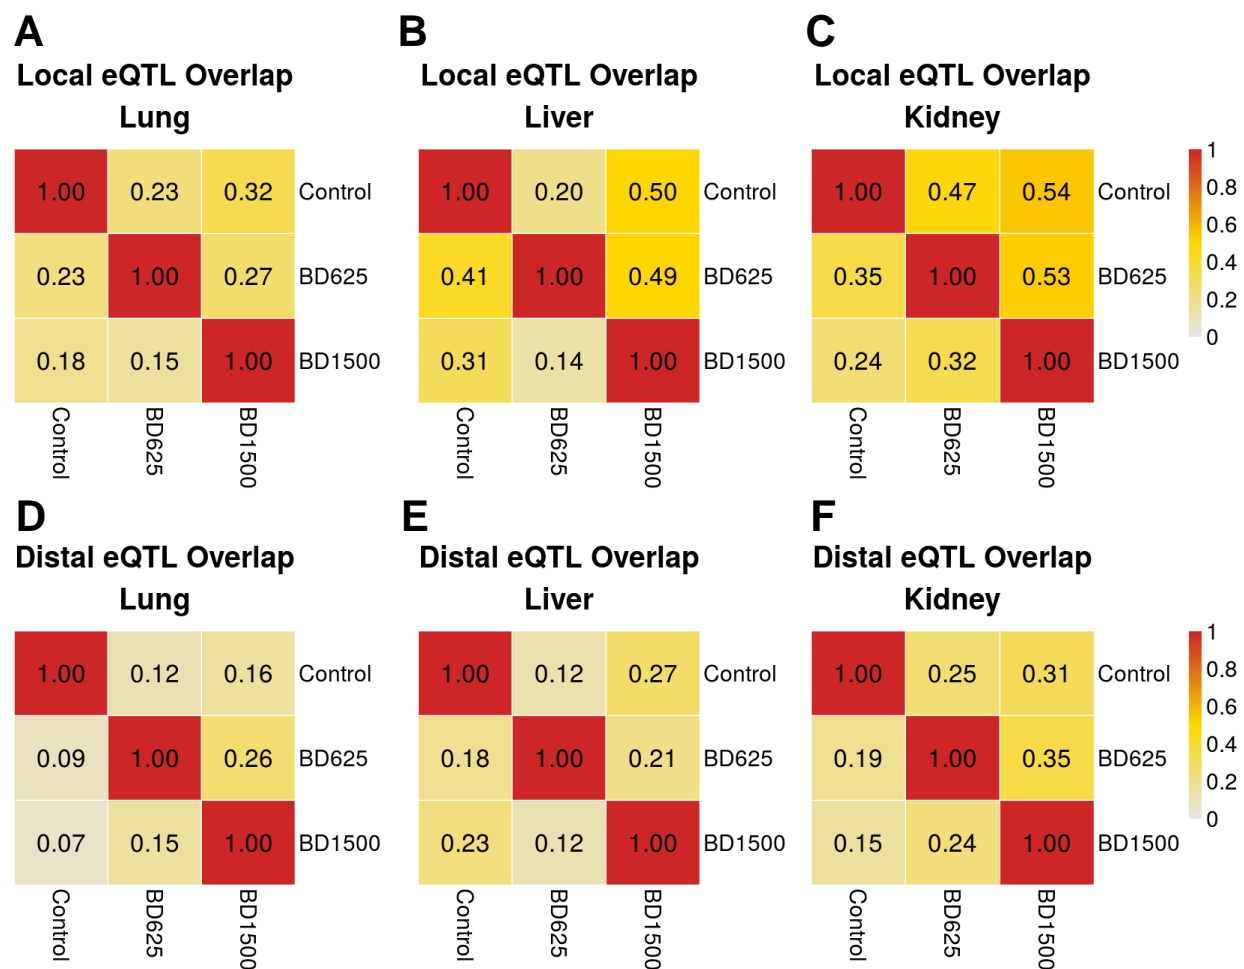 A
Local eQTL Overlap
Lung
1.00 0.23 0.32 Control
0.23 1.00 0.27 BD625
0.18 0.15 1.00 BD1500
Control BD625 BD1500
B
Local eQTL Overlap
Liver
1.00 0.20 0.50 Control
0.41 1.00 0.49 BD625
0.31 0.14 1.00 BD1500
Control BD625 BD1500
C
Local eQTL Overlap
Kidney
1.00 0.47 0.54 Control
0.35 1.00 0.53 BD625
0.24 0.32 1.00 BD1500
Control BD625 BD1500
1
0.8
0.6
0.4
0.2
0
D
Distal eQTL Overlap
Lung
1.00 0.12 0.16 Control
0.09 1.00 0.26 BD625
0.07 0.15 1.00 BD1500
Control BD625 BD1500
E
Distal eQTL Overlap
Liver
1.00 0.12 0.27 Control
0.18 1.00 0.21 BD625
0.23 0.12 1.00 BD1500
Control BD625 BD1500
F
Distal eQTL Overlap
Kidney
1.00 0.25 0.31 Control
0.19 1.00 0.35 BD625
0.15 0.24 1.00 BD1500
Control BD625 BD1500
1
0.8
0.6
0.4
0.2
0